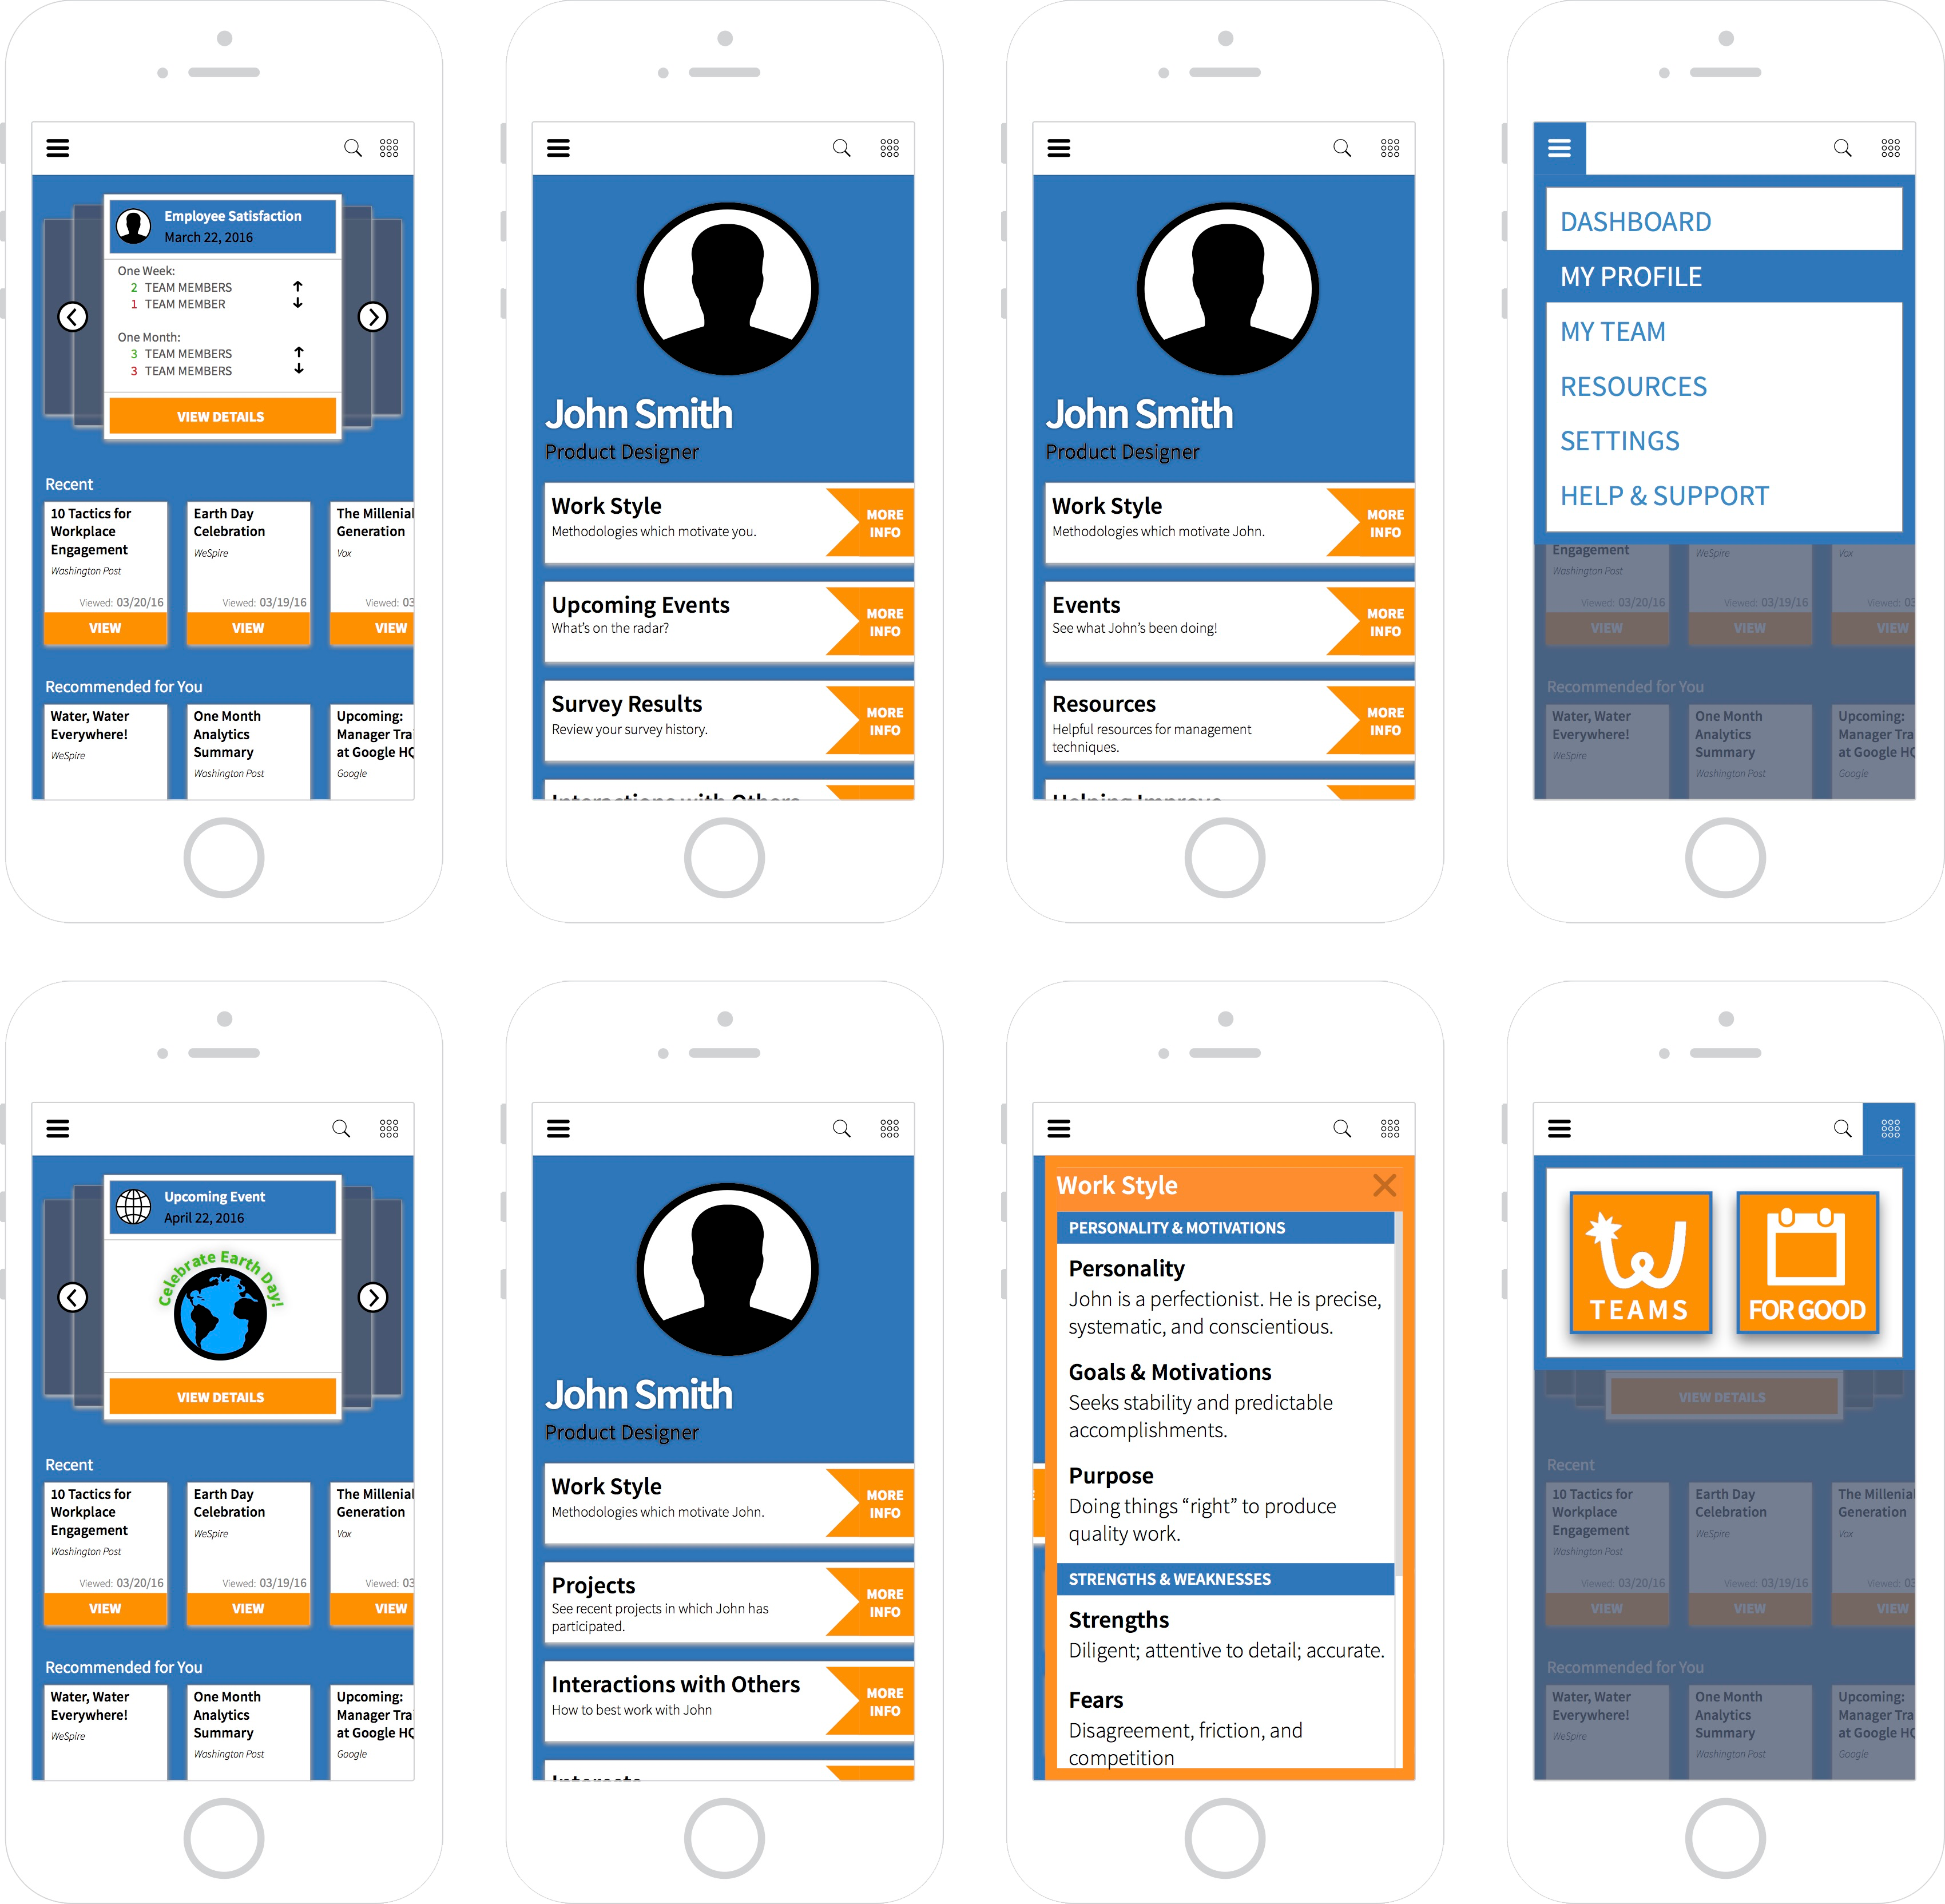 Employee Satisfaction
March 22, 2016
One Week:
2 TEAM MEMBERS
1 TEAM MEMBER
One Month:
3 TEAM MEMBERS
3 TEAM MEMBERS
VIEW DETAILS
Recent
10 Tactics for
Workplace
Engagement
Washington Post
Viewed: 03/20/16
VIEW
Earth Day
Celebration
WeSpire
Viewed: 03/19/16
VIEW
The Millenial
Generation
Vox
Viewed: 03
VIEW
Recommended for You
Water, Water
Everywhere!
WeSpire
One Month
Analytics
Summary
Washington Post
Upcoming:
Manager Tra
at Google HQ
Google
John Smith
Product Designer
Work Style
Methodologies which motivate you.
MORE
INFO
Upcoming Events
What's on the radar?
MORE
INFO
Survey Results
Review your survey history.
MORE
INFO
Interactions with Others
John Smith
Product Designer
Work Style
Methodologies which motivate John.
MORE
INFO
Events
See what John's been doing!
MORE
INFO
Resources
Helpful resources for management
techniques.
MORE
INFO
Helping Improve
DASHBOARD
MY PROFILE
MY TEAM
RESOURCES
SETTINGS
HELP & SUPPORT
Engagement
Washington Post
Viewed: 03/20/16
VIEW
WeSpire
Viewed: 03/19/16
VIEW
Vox
Viewed: 03
VIEW
Recommended for You
Water, Water
Everywhere!
WeSpire
One Month
Analytics
Summary
Washington Post
Upcoming:
Manager Tra
at Google HQ
Google
Upcoming Event
April 22, 2016
Celebrate Earth Day!
VIEW DETAILS
Recent
10 Tactics for
Workplace
Engagement
Washington Post
Viewed: 03/20/16
VIEW
Earth Day
Celebration
WeSpire
Viewed: 03/19/16
VIEW
The Millenial
Generation
Vox
Viewed: 03
VIEW
Recommended for You
Water, Water
Everywhere!
WeSpire
One Month
Analytics
Summary
Washington Post
Upcoming:
Manager Tra
at Google HQ
Google
John Smith
Product Designer
Work Style
Methodologies which motivate John.
MORE
INFO
Projects
See recent projects in which John has
participated.
MORE
INFO
Interactions with Others
How to best work with John
MORE
INFO
Interests
Work Style
PERSONALITY & MOTIVATIONS
Personality
John is a perfectionist. He is precise,
systematic, and conscientious.
Goals & Motivations
Seeks stability and predictable
accomplishments.
Purpose
Doing things “right” to produce
quality work.
STRENGTHS & WEAKNESSES
Strengths
Diligent; attentive to detail; accurate.
Fears
Disagreement, friction, and
competition
W
TEAMS
FOR GOOD
VIEW DETAILS
Recent
10 Tactics for
Workplace
Engagement
Washington Post
Viewed: 03/20/16
VIEW
Earth Day
Celebration
WeSpire
Viewed: 03/19/16
VIEW
The Millenial
Generation
Vox
Viewed: 03
VIEW
Recommended for You
Water, Water
Everywhere!
WeSpire
One Month
Analytics
Summary
Washington Post
Upcoming:
Manager Tra
at Google HQ
Google